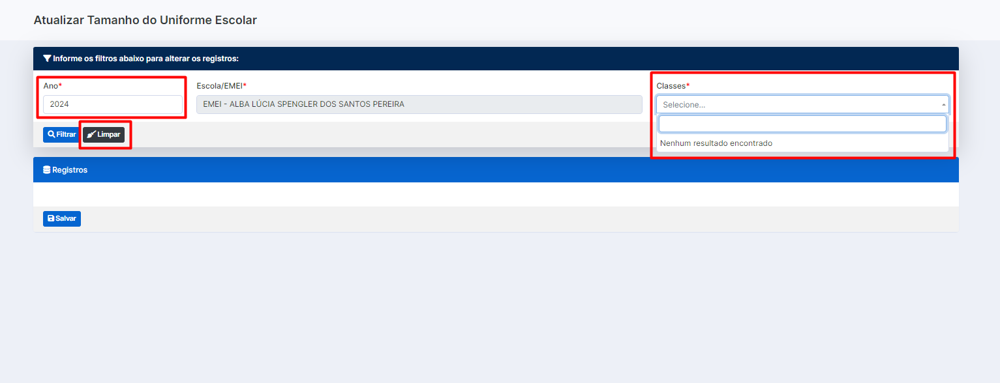 Atualizar Tamanho do Uniforme Escolar
Informe os filtros abaixo para alterar os registros:
Ano*
Escola/EMEI*
Classes*
2024
EMEI - ALBA LÚCIA SPENGLER DOS SANTOS PEREIRA
Selecione...
Nenhum resultado encontrado
Filtrar
Limpar
Registros
Salvar